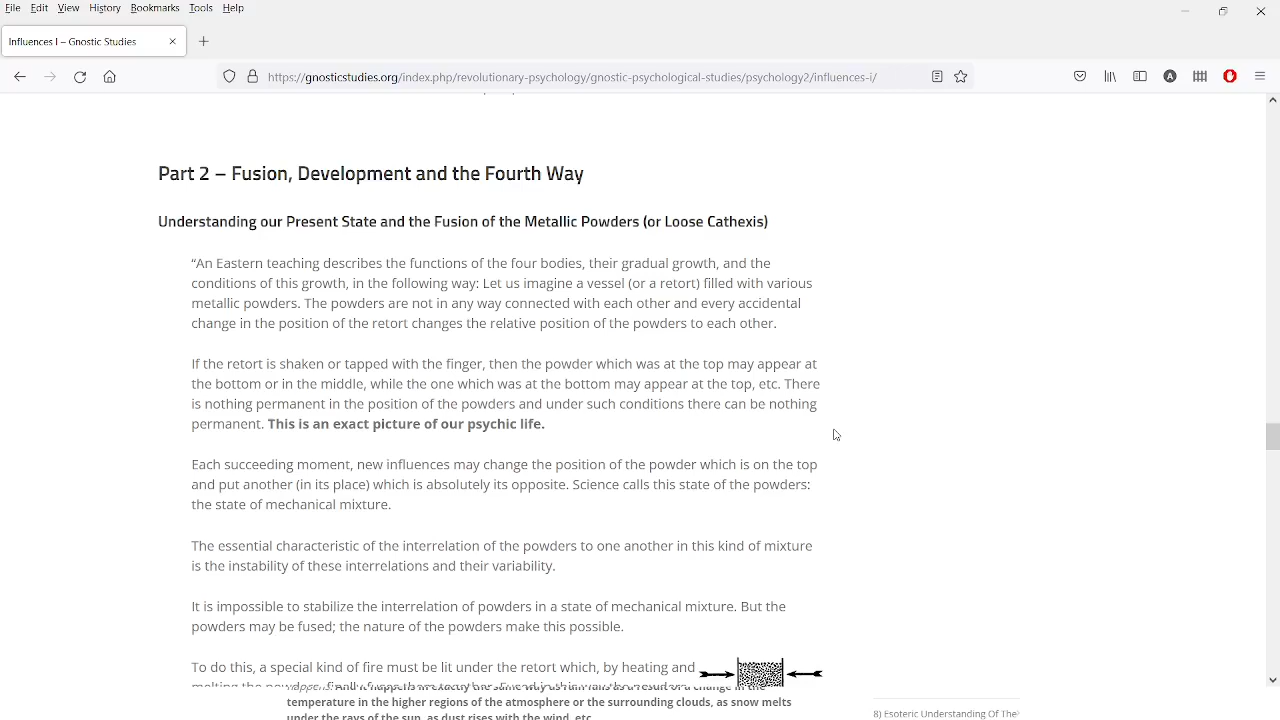 File Edit View History Bookmarks Tools Help
Influences I – Gnostic Studies
https://gnosticstudies.org/index.php/revolutionary-psychology/gnostic-psychological-studies/psychology2/influences-i/
Part 2 – Fusion, Development and the Fourth Way
Understanding our Present State and the Fusion of the Metallic Powders (or Loose Cathexis)
“An Eastern teaching describes the functions of the four bodies, their gradual growth, and the
conditions of this growth, in the following way: Let us imagine a vessel (or a retort) filled with various
metallic powders. The powders are not in any way connected with each other and every accidental
change in the position of the retort changes the relative position of the powders to each other.
If the retort is shaken or tapped with the finger, then the powder which was at the top may appear at
the bottom or in the middle, while the one which was at the bottom may appear at the top, etc. There
is nothing permanent in the position of the powders and under such conditions there can be nothing
permanent. This is an exact picture of our psychic life.
Each succeeding moment, new influences may change the position of the powder which is on the top
and put another (in its place) which is absolutely its opposite. Science calls this state of the powders:
the state of mechanical mixture.
The essential characteristic of the interrelation of the powders to one another in this kind of mixture
is the instability of these interrelations and their variability.
It is impossible to stabilize the interrelation of powders in a state of mechanical mixture. But the
powders may be fused; the nature of the powders make this possible.
To do this, a special kind of fire must be lit under the retort which, by heating and
temperature in the higher regions of the atmosphere or the surrounding clouds, as snow melts
under the rays of the sun, as dust rises with the wind, etc.
8) Esoteric Understanding Of The